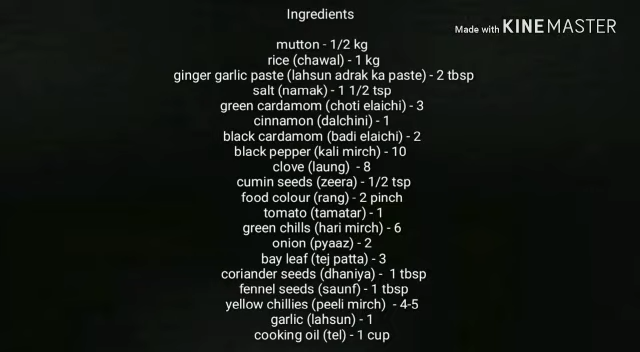 Ingredients
Made with KINEMASTER
mutton - 1/2 kg
rice (chawal) - 1 kg
ginger garlic paste (lahsun adrak ka paste) - 2 tbsp
salt (namak) - 1 1/2 tsp
green cardamom (choti elaichi) - 3
cinnamon (dalchini) - 1
black cardamom (badi elaichi) - 2
black pepper (kali mirch) - 10
clove (laung) - 8
cumin seeds (zeera) - 1/2 tsp
food colour (rang) - 2 pinch
tomato (tamatar) - 1
green chills (hari mirch) - 6
onion (pyaaz) - 2
bay leaf (tej patta) - 3
coriander seeds (dhaniya) - 1 tbsp
fennel seeds (saunf) - 1 tbsp
yellow chillies (peeli mirch) - 4-5
garlic (lahsun) - 1
cooking oil (tel) - 1 cup